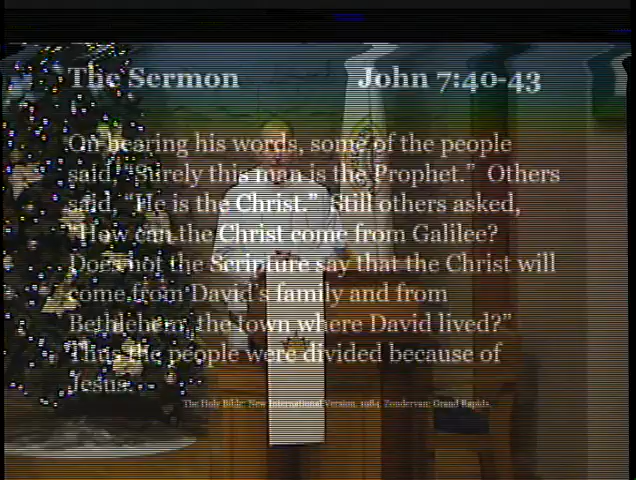 The Sermon John 7:40-43
On hearing his words, some of the people
said, “Surely this man is the Prophet.” Others
said, “He is the Christ.” Still others asked,
“How can the Christ come from Galilee?
Does not the Scripture say that the Christ will
come from David’s family and from
Bethlehem, the town where David lived?”
Thus the people were divided because of
Jesus.
The Holy Bible: New International Version. 1984. Zondervan: Grand Rapids.